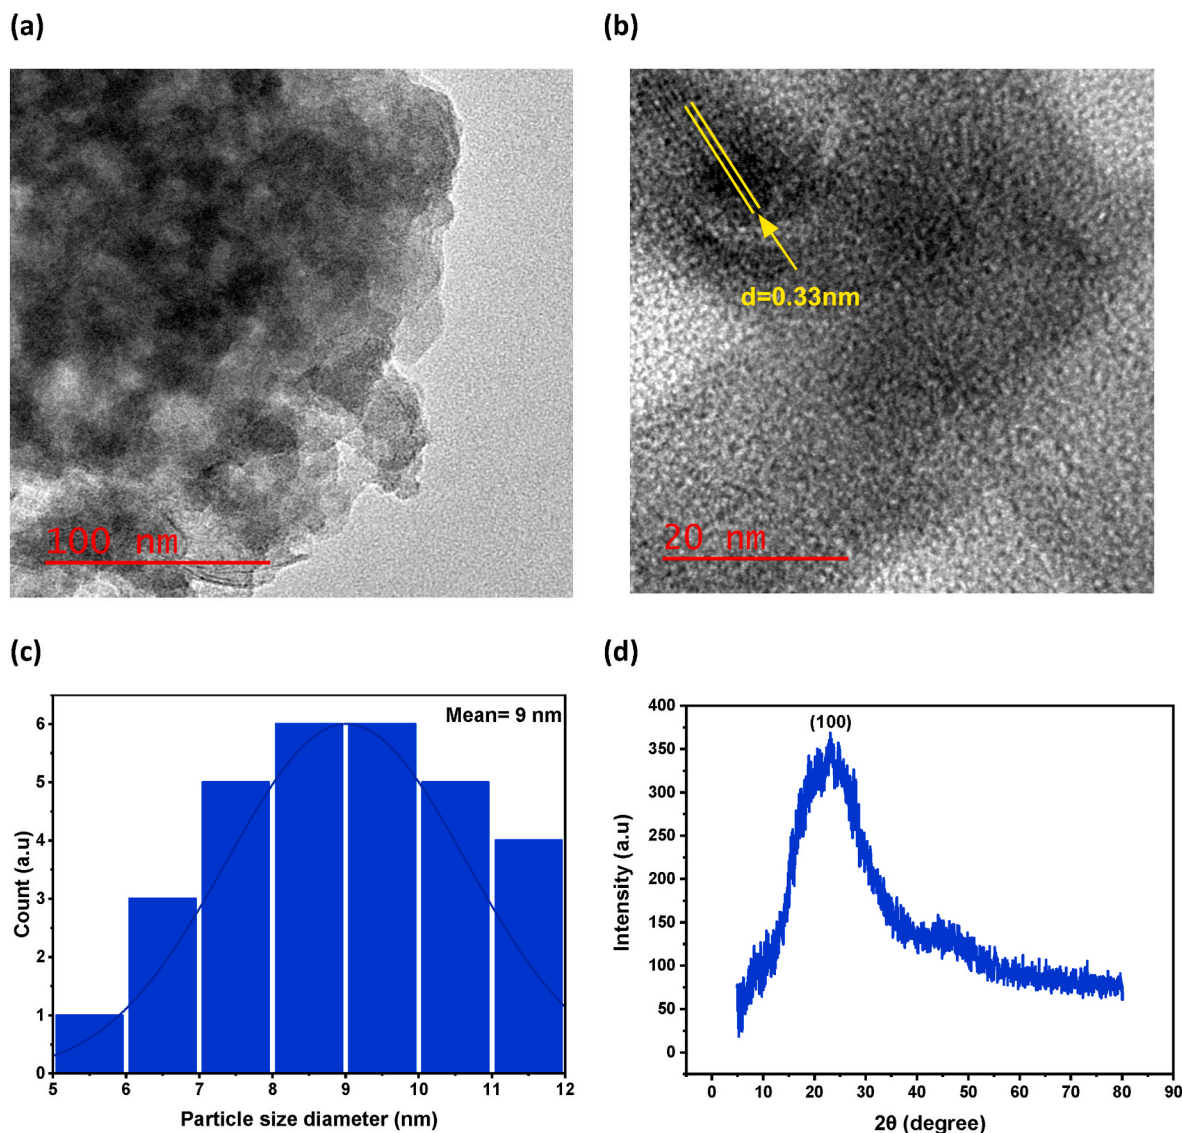 (a)
(b)
d=0.33nm
100 nm
20 nm
(c)
(d)
Mean= 9 nm
6
5
4
3
2
1
0
Count (a.u)
5 6 7 8 9 10 11 12
Particle size diameter (nm)
(100)
400
350
300
250
200
150
100
50
0
Intensity (a.u)
0 10 20 30 40 50 60 70 80 90
2θ (degree)